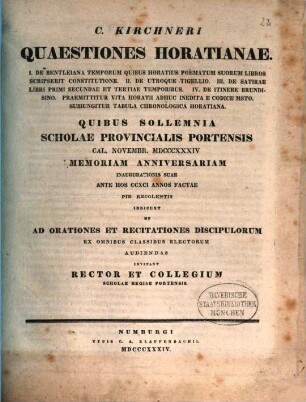 C. KIRCHNERI
QUAESTIONES HORATIANAE.
I. DE BENTLEIANA TEMPORUM QUIBUS HORATIUS POËMATUM SUORUM LIBROS
SCRIPSERIT CONSTITUTIONE. II. DE UTROQUE TIGELLIO. III. DE SATIRAE
LIBRI PRIMI SECUNDAE ET TERTIAE TEMPORIBUS. IV. DE ITINERE BRUNDI-
SINO. PRAEMITTITUR VITA HORATII ADHUC INEDITA E CODICE MSTO.
SUBIUNGITUR TABULA CHRONOLOGICA HORATIANA.
QUIBUS SOLLEMNIA
SCHOLAE PROVINCIALIS PORTENSIS
CAL. NOVEMBR. MDCCCXXXIV
MEMORIAM ANNIVERSARIAM
INAUGURATIONIS SUAE
ANTE HOS CCXCI ANNOS FACTAE
PIE RECOLENTIS
INDICUNT
ET
AD ORATIONES ET RECITATIONES DISCIPULORUM
EX OMNIBUS CLASSIBUS ELECTORUM
AUDIENDAS
INVITANT
RECTOR ET COLLEGIUM
SCHOLAE REGIAE PORTENSIS
BAYERISCHE
STAATSBIBLIOTHEK
MÜNCHEN
NUMBURGI
TYPIS C. A. KLAFFENBACHII.
MDCCCXXXIV.